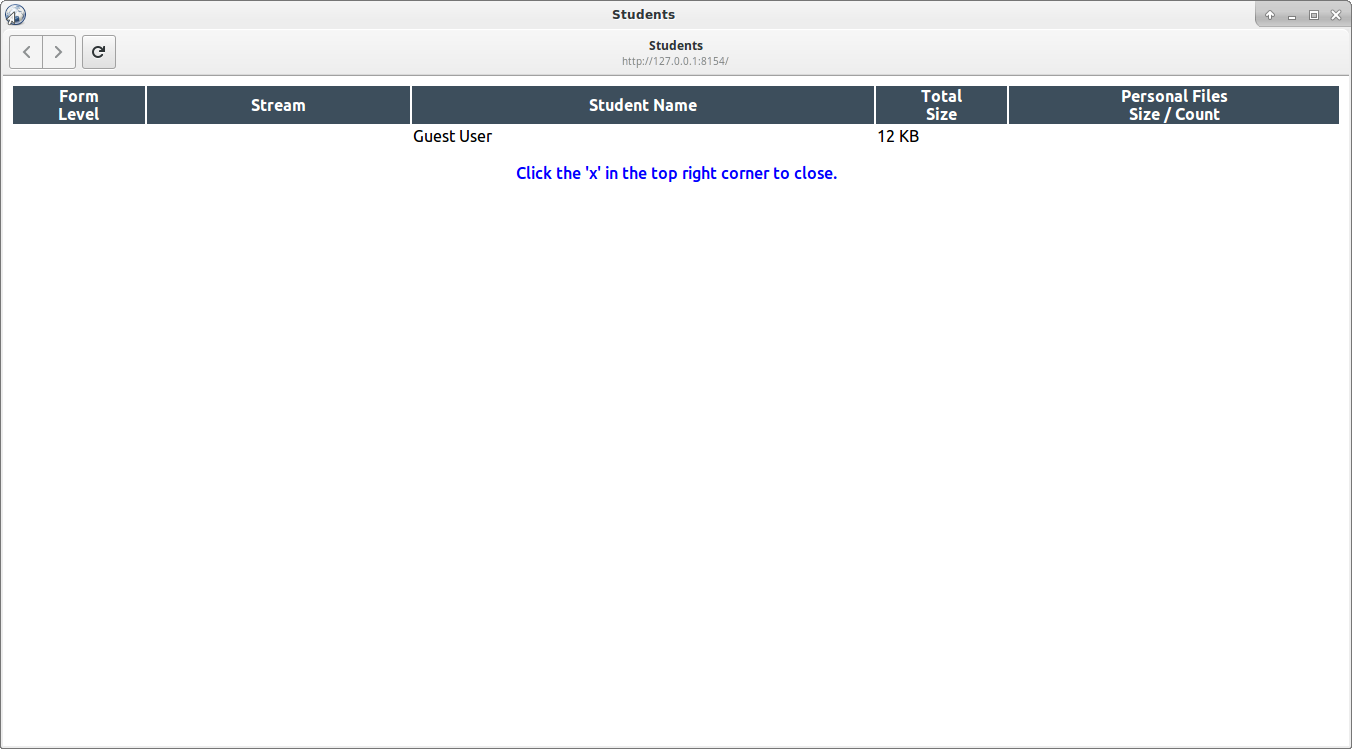 Students
Students
http://127.0.0.1:8154/
Form Level
Stream
Student Name
Total Size
Personal Files Size / Count
Guest User
12 KB
Click the 'x' in the top right corner to close.